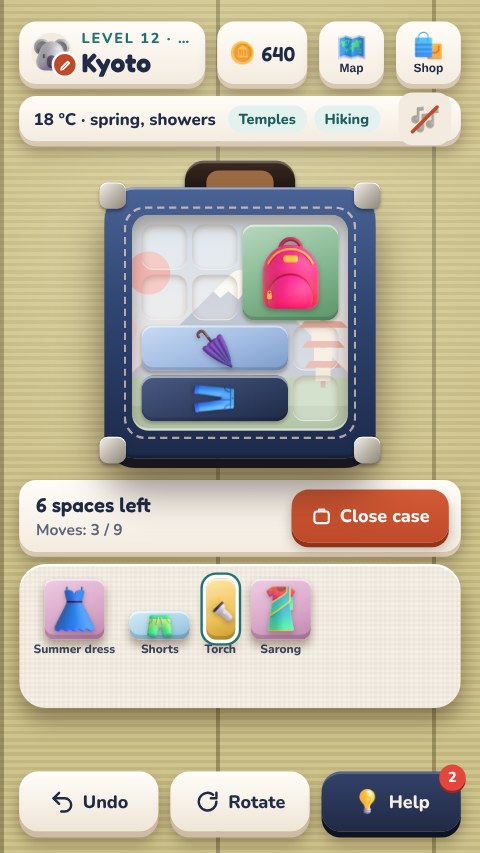 LEVEL 12 · ...
Kyoto
640
Map
Shop
18 °C · spring, showers
Temples
Hiking
6 spaces left
Moves: 3 / 9
Close case
Summer dress
Shorts
Torch
Sarong
Undo
Rotate
Help
2